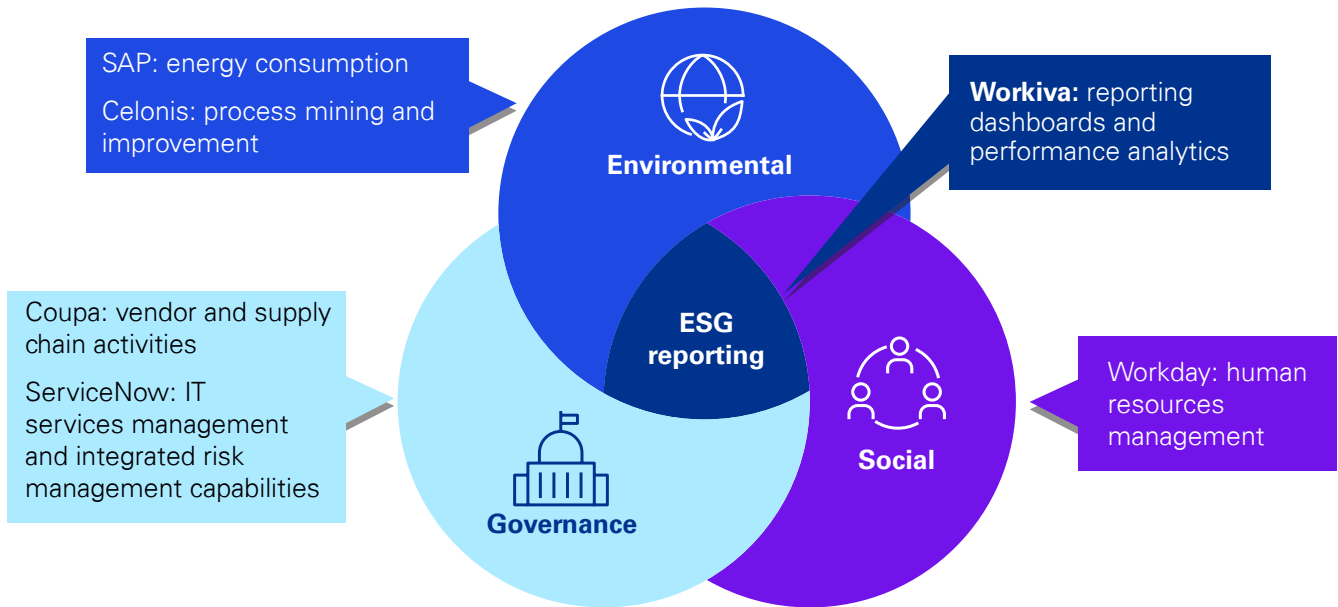 SAP: energy consumption
Celonis: process mining and
improvement
Environmental
Workiva: reporting
dashboards and
performance analytics
ESG
reporting
Coupa: vendor and supply
chain activities
ServiceNow: IT
services management
and integrated risk
management capabilities
Governance
Social
Workday: human
resources
management